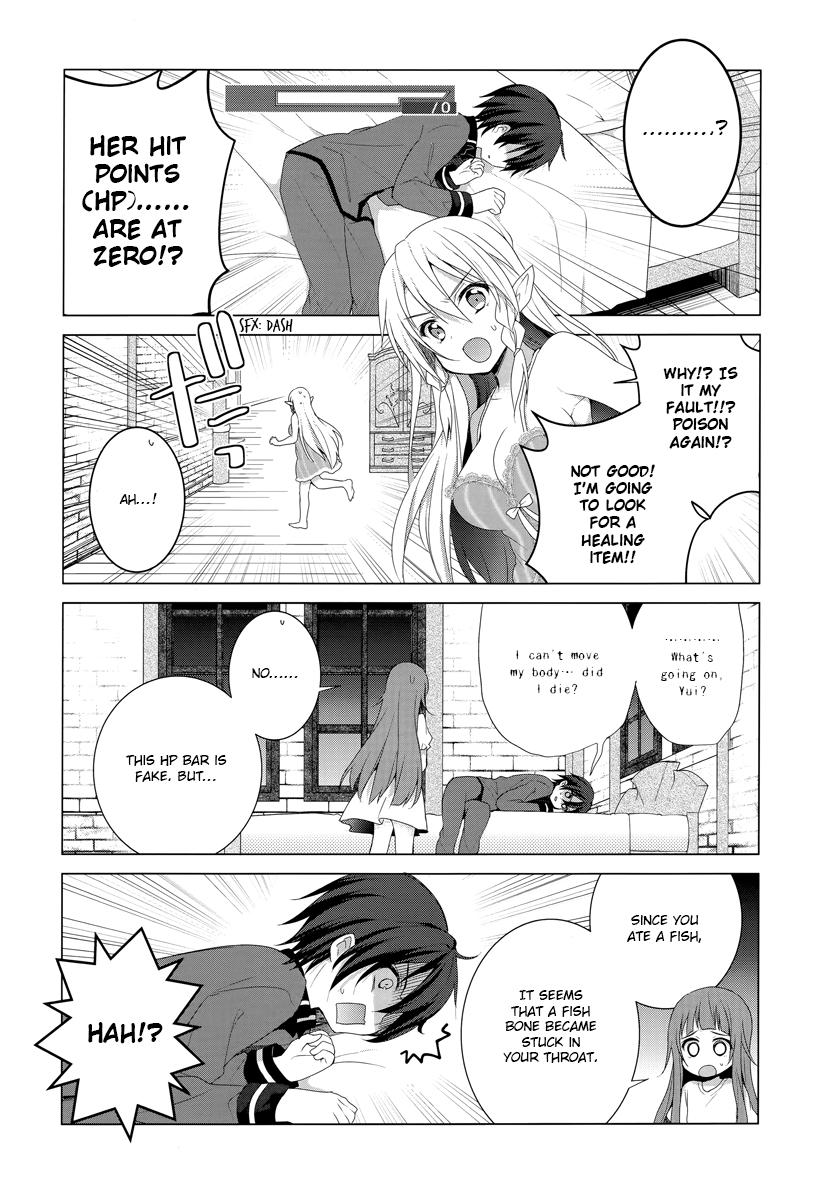 ..........?
/0
HER HIT
POINTS
(HP)......
ARE AT
ZERO!?
WHY!? IS
IT MY
FAULT!!?
POISON
AGAIN!?
NOT GOOD!
I'M GOING
TO LOOK
FOR A
HEALING
ITEM!!
SFX: DASH
ダッ
AH...!
............
What's
going on,
Yui?
I can't move
my body... did
I die?
NO......
THIS HP BAR IS
FAKE, BUT...
SINCE YOU
ATE A FISH,
IT SEEMS
THAT A FISH
BONE BECAME
STUCK IN
YOUR THROAT.
HAH!?